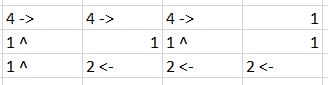 4 -> 4 -> 4 -> 1
1 ^ 1 1 ^ 1
1 ^ 2 <- 2 <- 2 <-